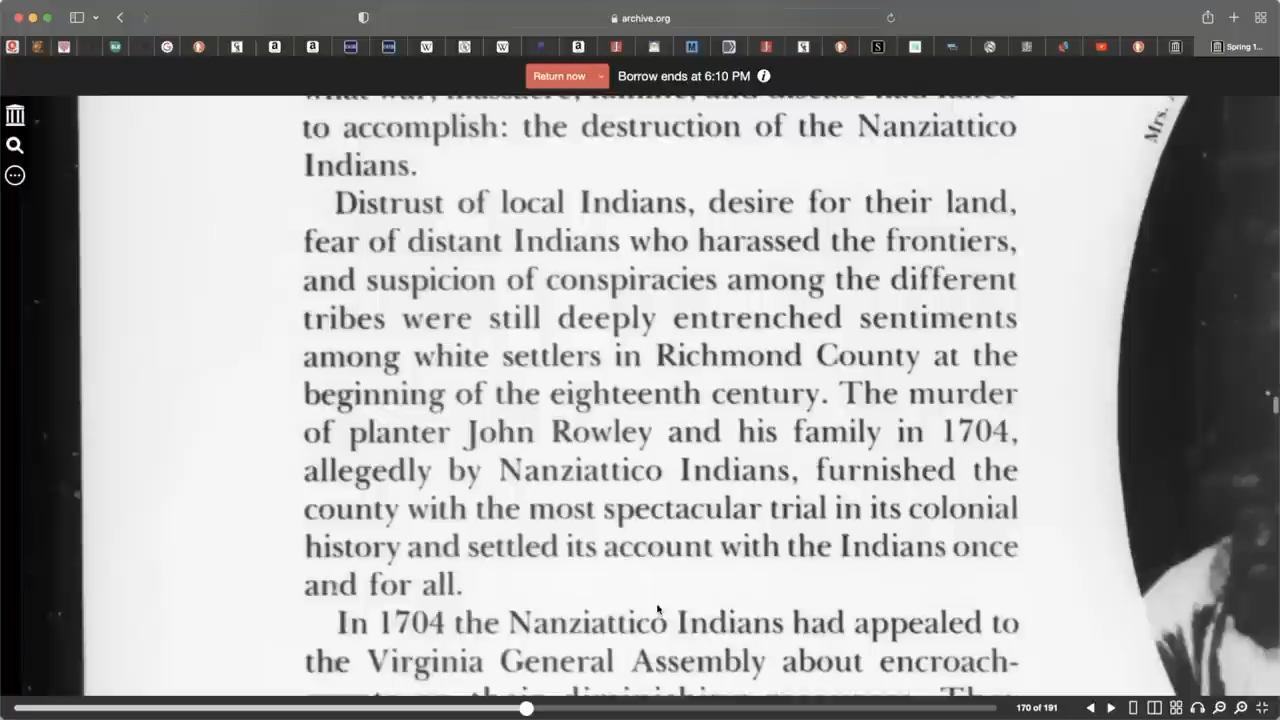 archive.org
Spring 1...
Return now
Borrow ends at 6:10 PM
to accomplish: the destruction of the Nanziattico
Indians.
Distrust of local Indians, desire for their land,
fear of distant Indians who harassed the frontiers,
and suspicion of conspiracies among the different
tribes were still deeply entrenched sentiments
among white settlers in Richmond County at the
beginning of the eighteenth century. The murder
of planter John Rowley and his family in 1704,
allegedly by Nanziattico Indians, furnished the
county with the most spectacular trial in its colonial
history and settled its account with the Indians once
and for all.
In 1704 the Nanziattico Indians had appealed to
the Virginia General Assembly about encroach-
Mrs.
170 of 191